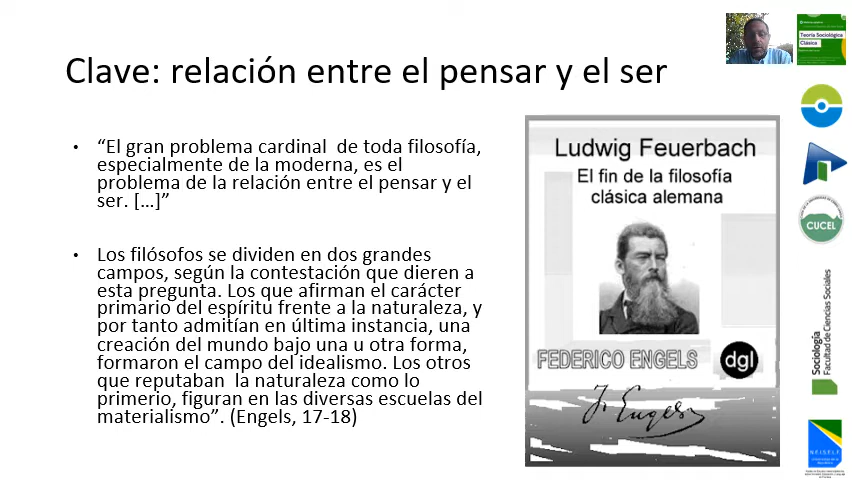 Clave: relación entre el pensar y el ser
• “El gran problema cardinal de toda filosofía,
especialmente de la moderna, es el
problema de la relación entre el pensar y el
ser. […]”
• Los filósofos se dividen en dos grandes
campos, según la contestación que dieren a
esta pregunta. Los que afirman el carácter
primario del espíritu frente a la naturaleza, y
por tanto admitían en última instancia, una
creación del mundo bajo una u otra forma,
formaron el campo del idealismo. Los otros
que reputaban la naturaleza como lo
primerio, figuran en las diversas escuelas del
materialismo”. (Engels, 17-18)
Ludwig Feuerbach
El fin de la filosofía
clásica alemana
FEDERICO ENGELS
dgl
F. Engels
Teoría Sociológica
Clásica
CUCEL
Sociología
Facultad de Ciencias Sociales
NEISELF